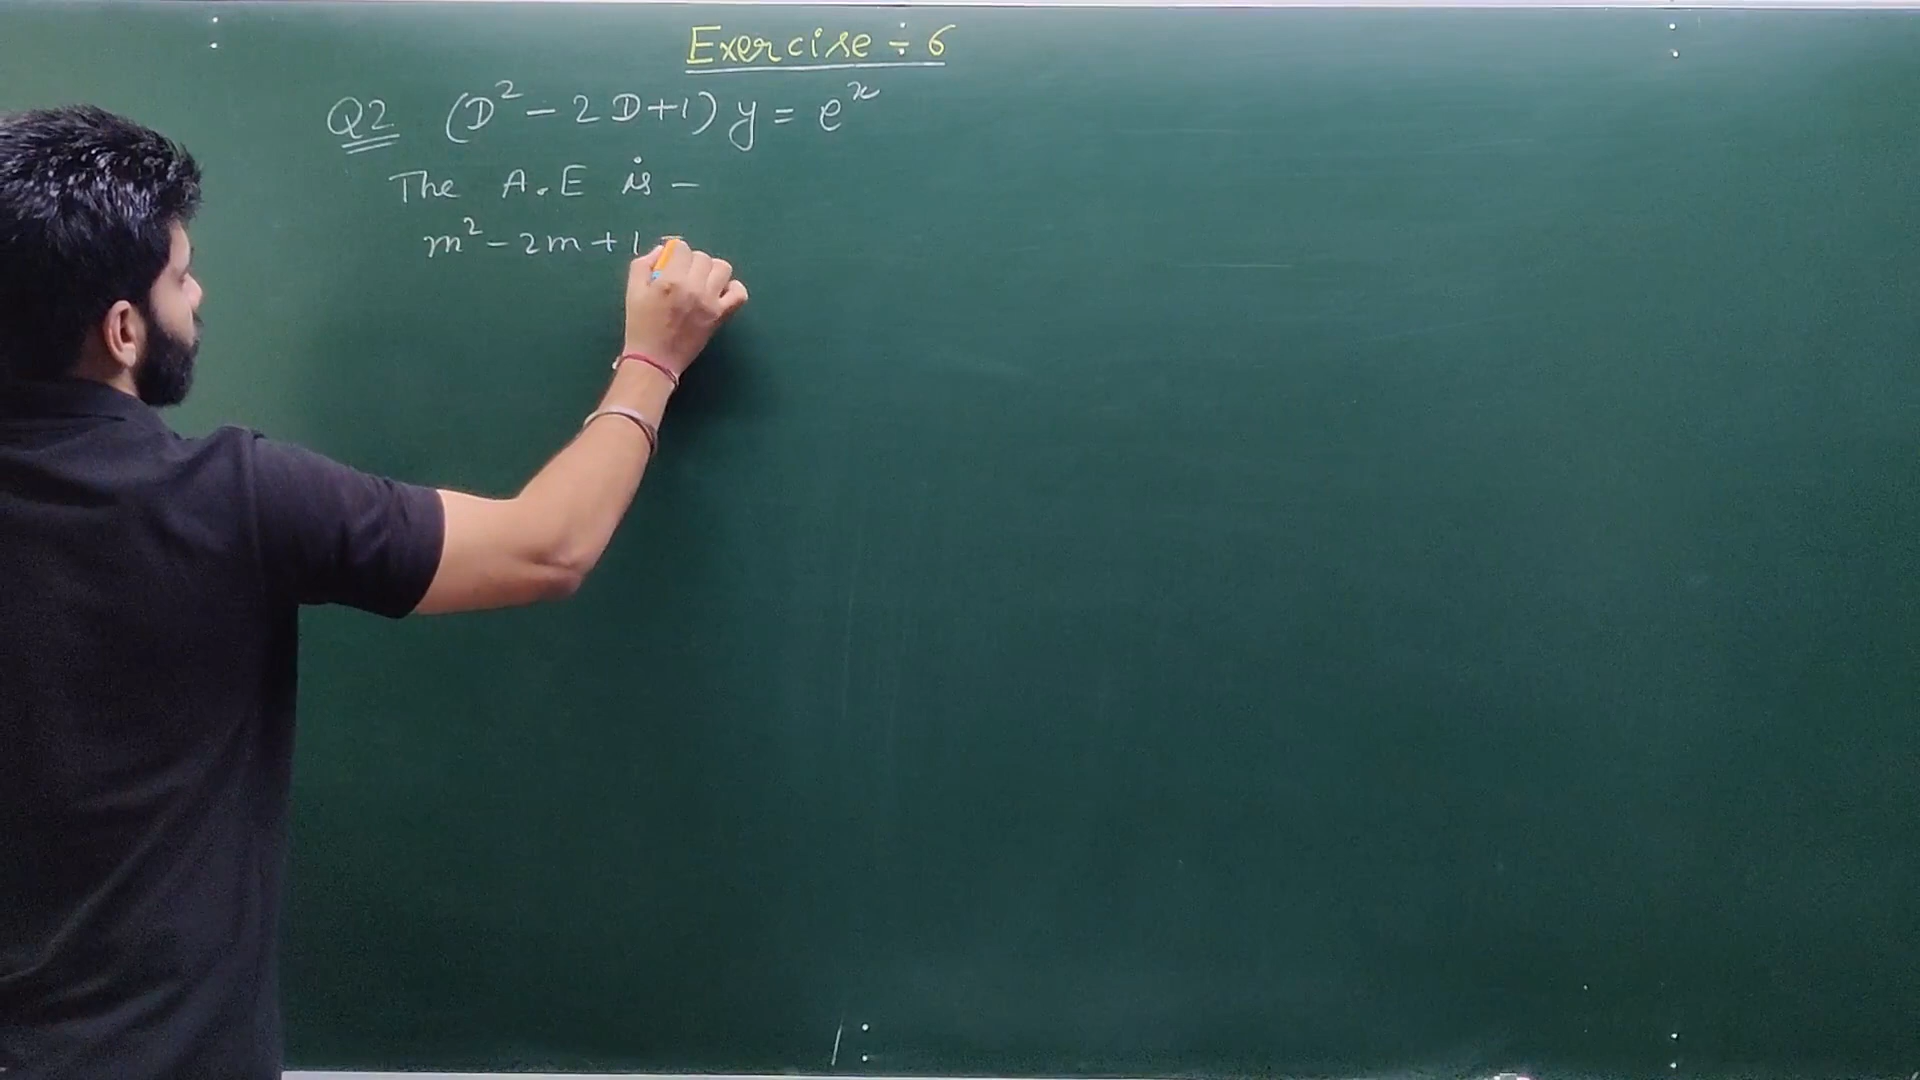 Exercise ÷ 6
Q2 (D² - 2D+1) y = eˣ
The A.E is -
m² - 2m + 1 =